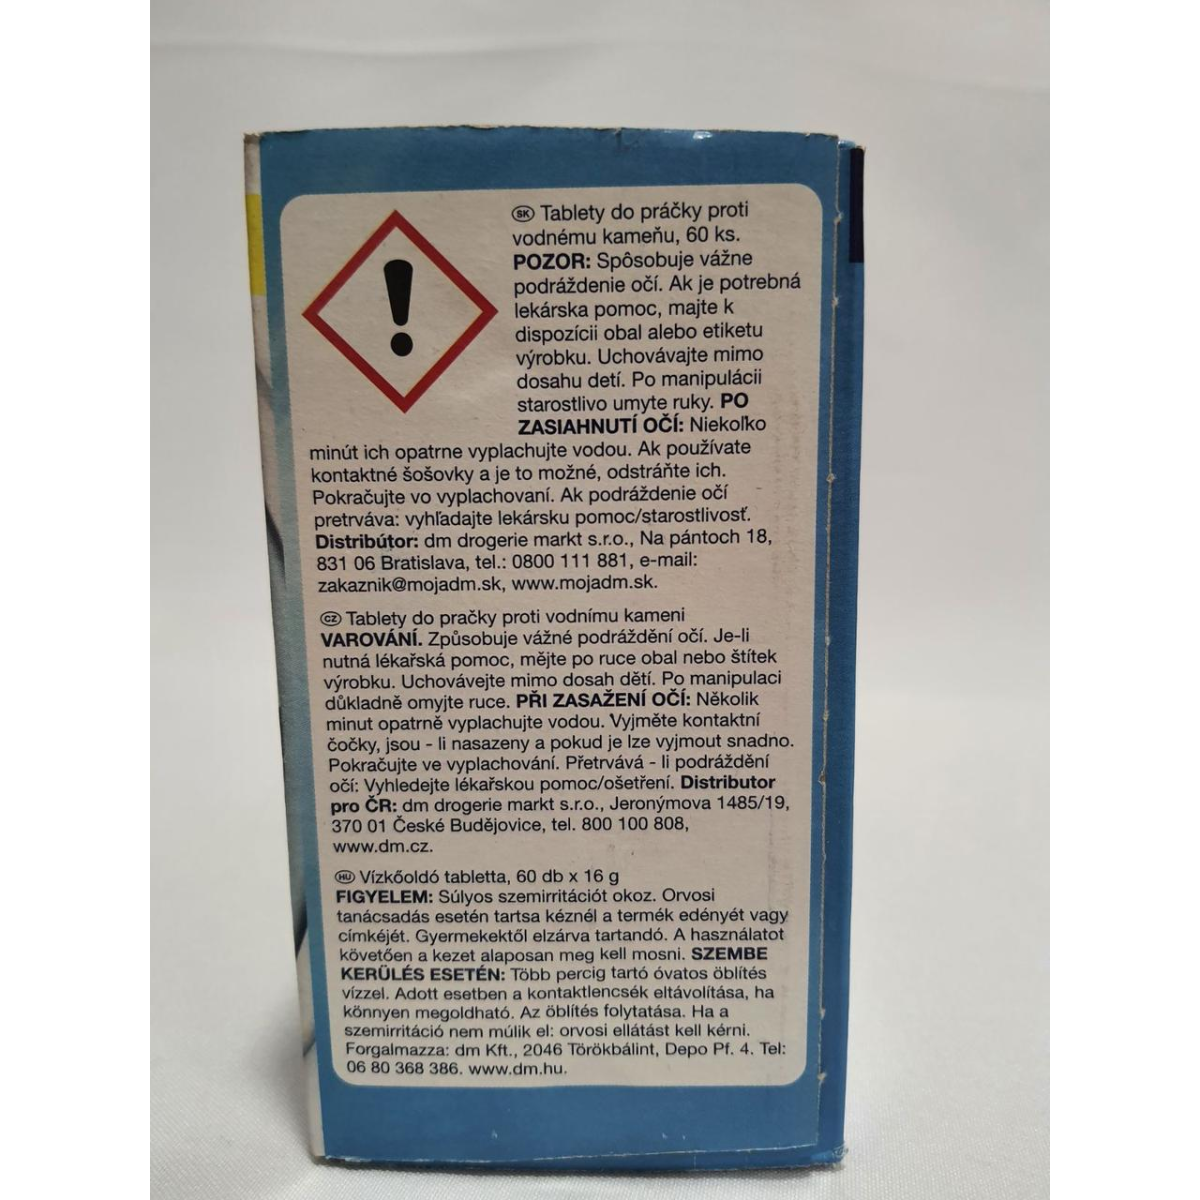 SK Tablety do práčky proti
vodnému kameňu, 60 ks.
POZOR: Spôsobuje vážne
podráždenie očí. Ak je potrebná
lekárska pomoc, majte k
dispozícii obal alebo etiketu
výrobku. Uchovávajte mimo
dosahu detí. Po manipulácii
starostlivo umyte ruky. PO
ZASIAHNUTÍ OČÍ: Niekoľko
minút ich opatrne vyplachujte vodou. Ak používate
kontaktné šošovky a je to možné, odstráňte ich.
Pokračujte vo vyplachovaní. Ak podráždenie očí
pretrváva: vyhľadajte lekársku pomoc/starostlivosť.
Distribútor: dm drogerie markt s.r.o., Na pántoch 18,
831 06 Bratislava, tel.: 0800 111 881, e-mail:
zakaznik@mojadm.sk, www.mojadm.sk.
CZ Tablety do pračky proti vodnímu kameni
VAROVÁNÍ. Způsobuje vážné podráždění očí. Je-li
nutná lékařská pomoc, mějte po ruce obal nebo štítek
výrobku. Uchovávejte mimo dosah dětí. Po manipulaci
důkladně omyjte ruce. PŘI ZASAŽENÍ OČÍ: Několik
minut opatrně vyplachujte vodou. Vyjměte kontaktní
čočky, jsou - li nasazeny a pokud je lze vyjmout snadno.
Pokračujte ve vyplachování. Přetrvává - li podráždění
očí: Vyhledejte lékařskou pomoc/ošetření. Distributor
pro ČR: dm drogerie markt s.r.o., Jeronýmova 1485/19,
370 01 České Budějovice, tel. 800 100 808,
www.dm.cz.
HU Vízkőoldó tabletta, 60 db x 16 g
FIGYELEM: Súlyos szemirritációt okoz. Orvosi
tanácsadás esetén tartsa kéznél a termék edényét vagy
címkéjét. Gyermekektől elzárva tartandó. A használatot
követően a kezet alaposan meg kell mosni. SZEMBE
KERÜLÉS ESETÉN: Több percig tartó óvatos öblítés
vízzel. Adott esetben a kontaktlencsék eltávolítása, ha
könnyen megoldható. Az öblítés folytatása. Ha a
szemirritáció nem múlik el: orvosi ellátást kell kérni.
Forgalmazza: dm Kft., 2046 Törökbálint, Depo Pf. 4. Tel:
06 80 368 386. www.dm.hu.